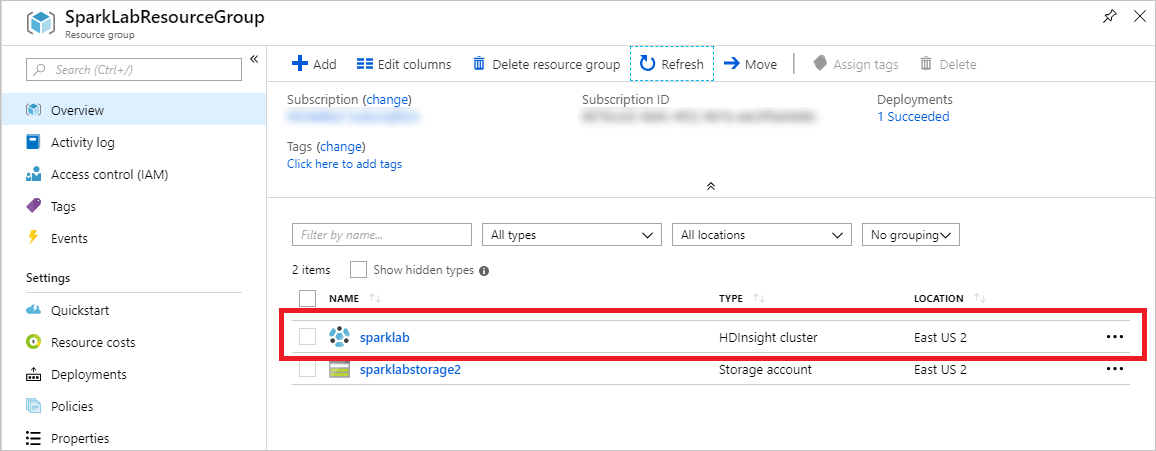 SparkLabResourceGroup
Resource group
Search (Ctrl+/)
Overview
Activity log
Access control (IAM)
Tags
Events
Settings
Quickstart
Resource costs
Deployments
Policies
Properties
Add Edit columns Delete resource group Refresh Move Assign tags Delete
Subscription (change) Subscription ID Deployments
1 Succeeded
Tags (change)
Click here to add tags
Filter by name... All types All locations No grouping
2 items Show hidden types
NAME TYPE LOCATION
sparklab HDInsight cluster East US 2
sparklabstorage2 Storage account East US 2